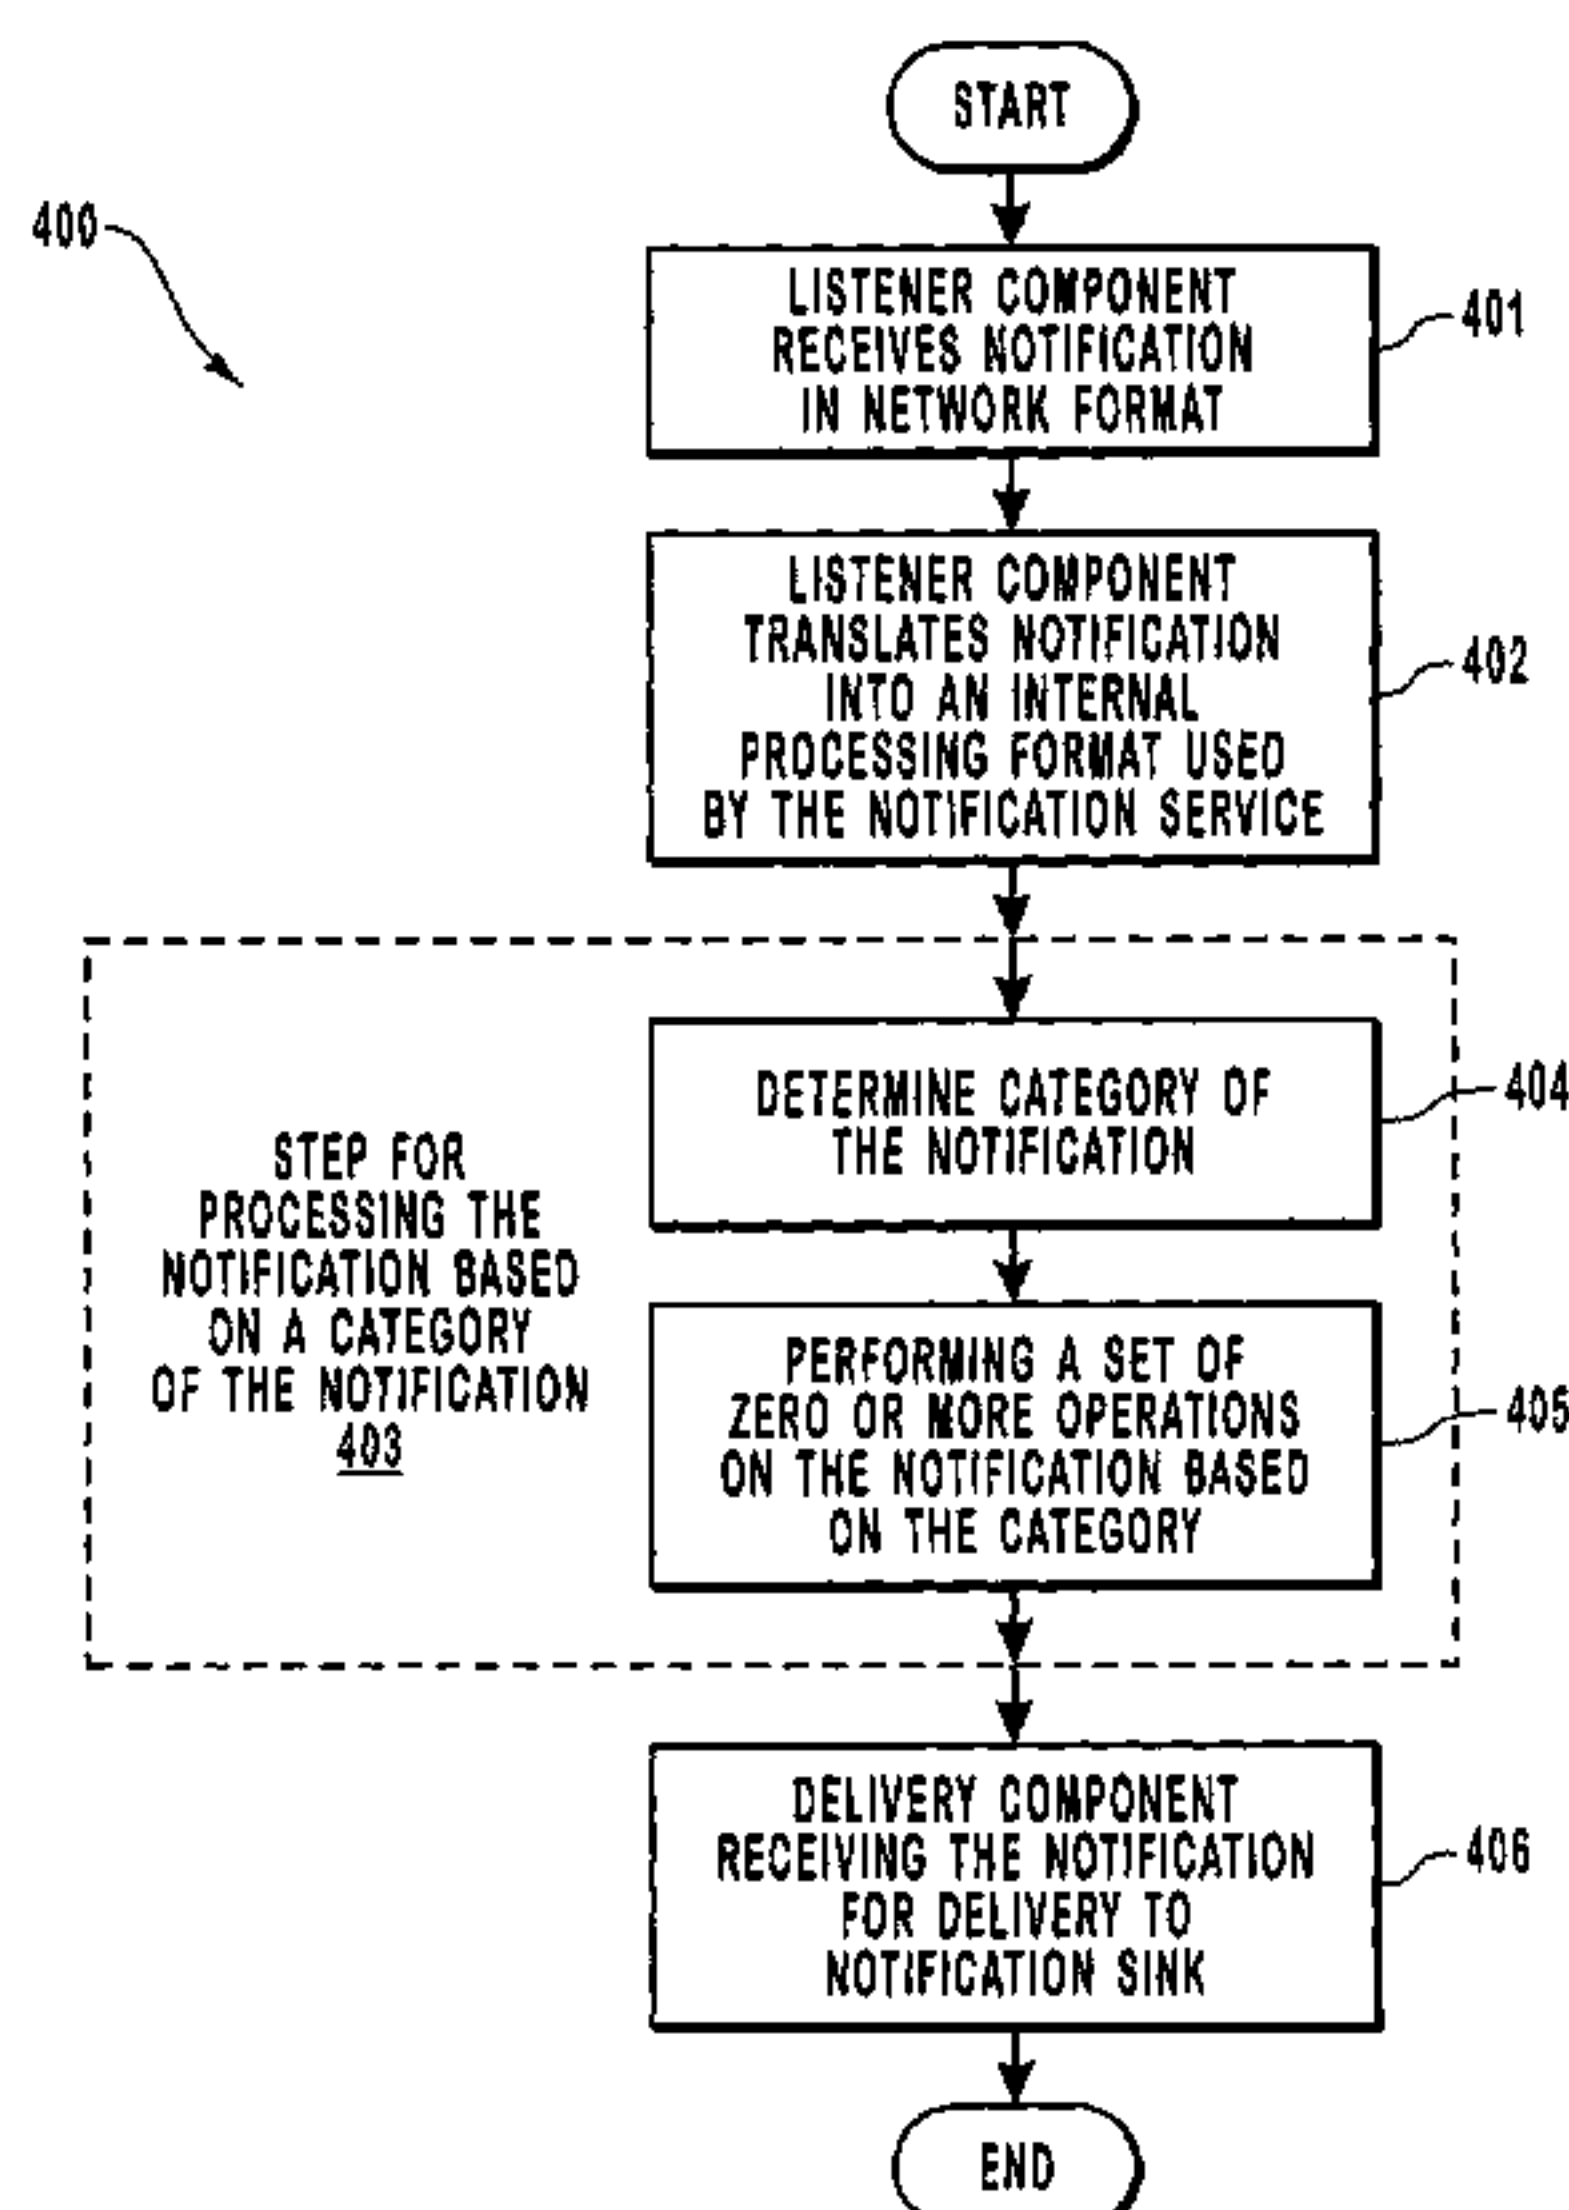 START
400
LISTENER COMPONENT
RECEIVES NOTIFICATION
IN NETWORK FORMAT
401
LISTENER COMPONENT
TRANSLATES NOTIFICATION
INTO AN INTERNAL
PROCESSING FORMAT USED
BY THE NOTIFICATION SERVICE
402
STEP FOR
PROCESSING THE
NOTIFICATION BASED
ON A CATEGORY
OF THE NOTIFICATION
403
DETERMINE CATEGORY OF
THE NOTIFICATION
404
PERFORMING A SET OF
ZERO OR MORE OPERATIONS
ON THE NOTIFICATION BASED
ON THE CATEGORY
405
DELIVERY COMPONENT
RECEIVING THE NOTIFICATION
FOR DELIVERY TO
NOTIFICATION SINK
406
END